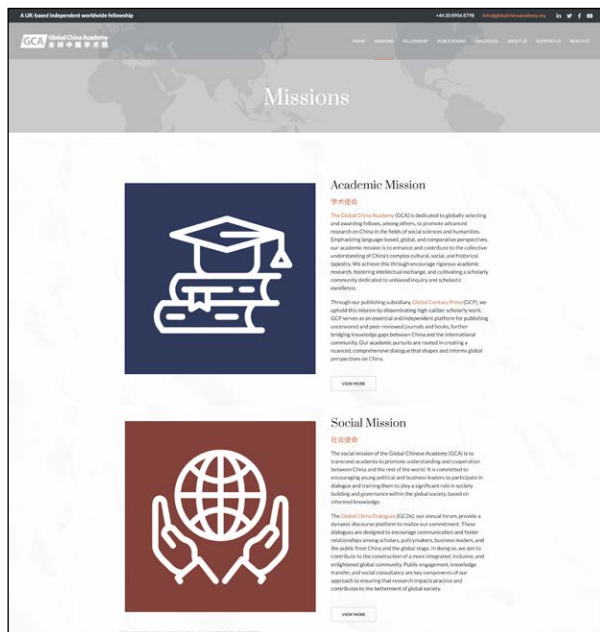 A UK-based independent worldwide fellowship
+44 20 8906 8798 info@globalchinaacademy.org
GCA Global China Academy
全球中国学术院
HOME MISSIONS FELLOWSHIP PUBLICATIONS DIALOGUES ABOUT US SUPPORT US REACH US
Missions
Academic Mission
学术使命
The Global China Academy (GCA) is dedicated to globally selecting
and awarding fellows, among others, to promote advanced
research on China in the fields of social sciences and humanities.
Emphasizing language-based, global, and comparative perspectives,
our academic mission is to enhance and contribute to the collective
understanding of China's complex cultural, social, and historical
tapestry. We achieve this through encourage rigorous academic
research, fostering intellectual exchange, and cultivating a scholarly
community dedicated to unbiased inquiry and scholastic
excellence.
Through our publishing subsidiary, Global Century Press (GCP), we
uphold this mission by disseminating high caliber scholarly work.
GCP serves as an essential and independent platform for publishing
uncensored and peer-reviewed journals and books, further
bridging knowledge gaps between China and the international
community. Our academic pursuits are rooted in creating a
nuanced, comprehensive dialogue that shapes and informs global
perspectives on China.
VIEW MORE
Social Mission
社会使命
The social mission of the Global Chinese Academy (GCA) is to
transcend academia to promote understanding and cooperation
between China and the rest of the world. It is committed to
encouraging young political and business leaders to participate in
dialogue and training them to play a significant role in society
building and governance within the global society, based on
informed knowledge.
The Global China Dialogues (GCDs), our annual forum, provide a
dynamic discourse platform to realize our commitment. These
dialogues are designed to encourage communication and foster
relationships among scholars, policymakers, business leaders, and
the public from China and the global stage. In doing so, we aim to
contribute to the construction of a more integrated, inclusive, and
enlightened global community. Public engagement, knowledge
transfer, and social consultancy are key components of our
approach to ensuring that research impacts practice and
contributes to the betterment of global society.
VIEW MORE